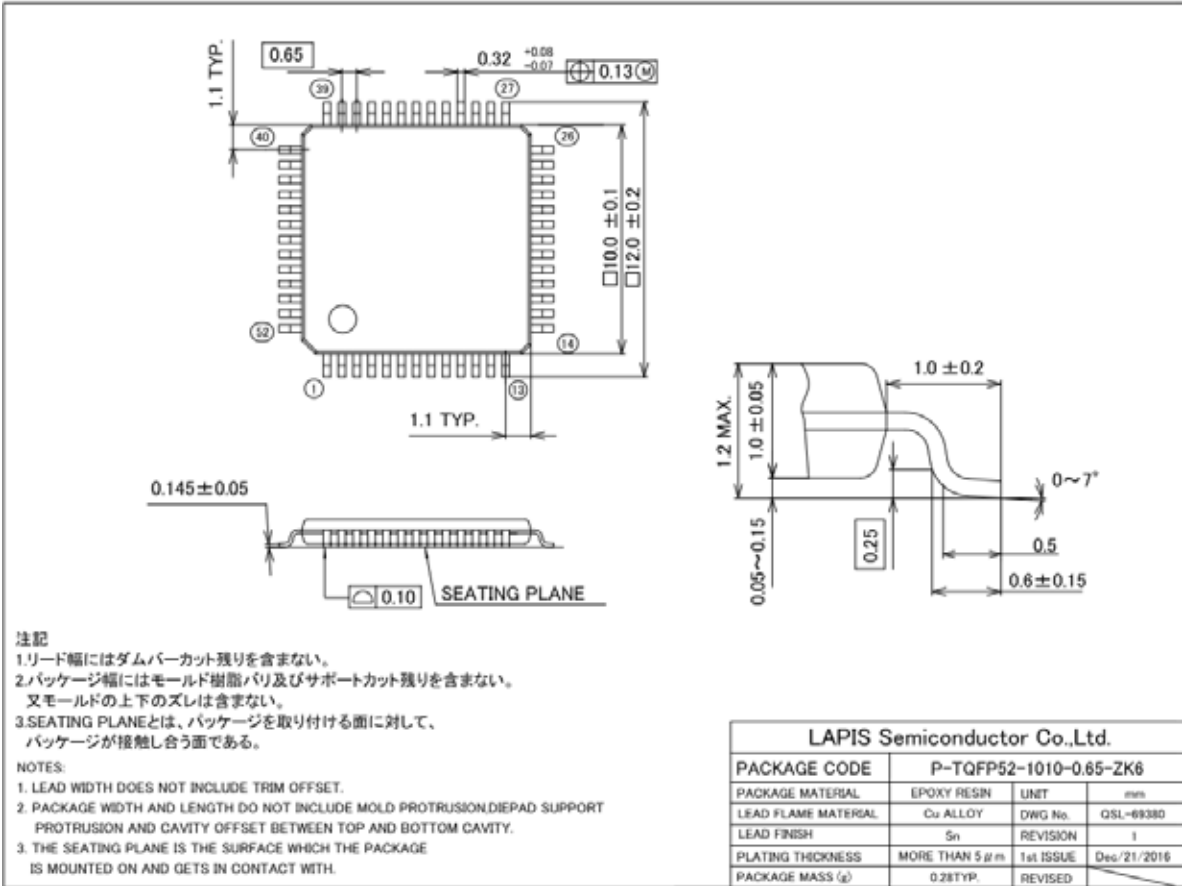 1.1 TYP.
0.65
0.32 +0.08 -0.07
⌖ 0.13 Ⓜ
39
27
40
26
□10.0 ±0.1
□12.0 ±0.2
52
14
1
13
1.1 TYP.
1.0 ±0.2
1.2 MAX.
1.0 ±0.05
0~7°
0.05~0.15
0.25
0.5
0.6±0.15
0.145±0.05
⌓ 0.10
SEATING PLANE
注記
1.リード幅にはダムバーカット残りを含まない。
2.パッケージ幅にはモールド樹脂バリ及びサポートカット残りを含まない。
又モールドの上下のズレは含まない。
3.SEATING PLANEとは、パッケージを取り付ける面に対して、
パッケージが接触し合う面である。
NOTES:
1. LEAD WIDTH DOES NOT INCLUDE TRIM OFFSET.
2. PACKAGE WIDTH AND LENGTH DO NOT INCLUDE MOLD PROTRUSION,DIEPAD SUPPORT
PROTRUSION AND CAVITY OFFSET BETWEEN TOP AND BOTTOM CAVITY.
3. THE SEATING PLANE IS THE SURFACE WHICH THE PACKAGE
IS MOUNTED ON AND GETS IN CONTACT WITH.
LAPIS Semiconductor Co.,Ltd.
PACKAGE CODE P-TQFP52-1010-0.65-ZK6
PACKAGE MATERIAL EPOXY RESIN UNIT mm
LEAD FLAME MATERIAL Cu ALLOY DWG No. QSL-69380
LEAD FINISH Sn REVISION 1
PLATING THICKNESS MORE THAN 5μm 1st ISSUE Dec/21/2016
PACKAGE MASS (g) 0.28TYP. REVISED